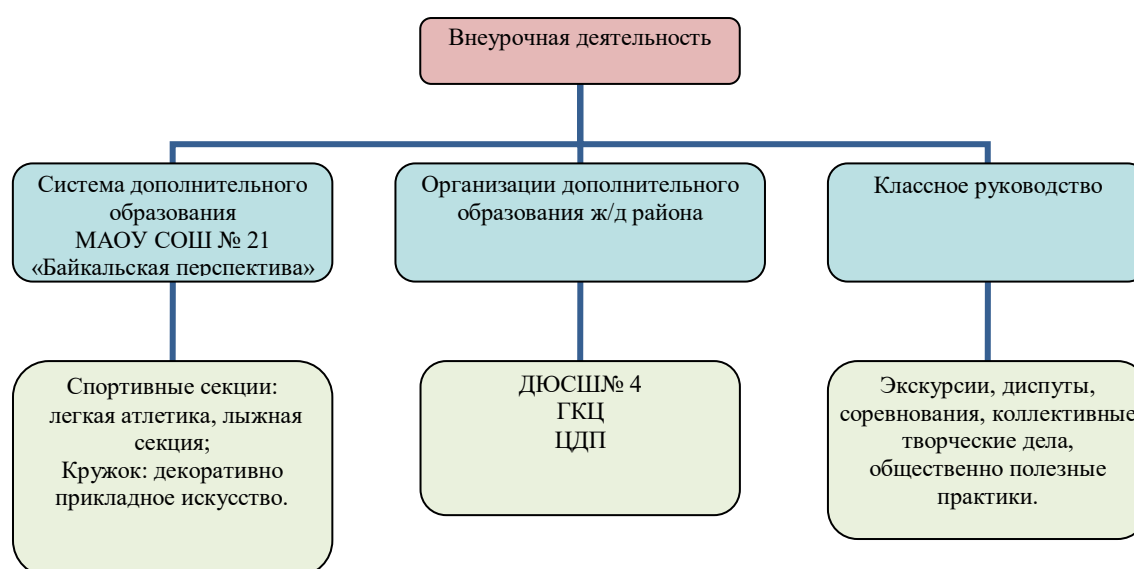 Внеурочная деятельность
Система дополнительного
образования
МАОУ СОШ № 21
«Байкальская перспектива»
Организации дополнительного
образования ж/д района
Классное руководство
Спортивные секции:
легкая атлетика, лыжная
секция;
Кружок: декоративно
прикладное искусство.
ДЮСШ№ 4
ГКЦ
ЦДП
Экскурсии, диспуты,
соревнования, коллективные
творческие дела,
общественно полезные
практики.